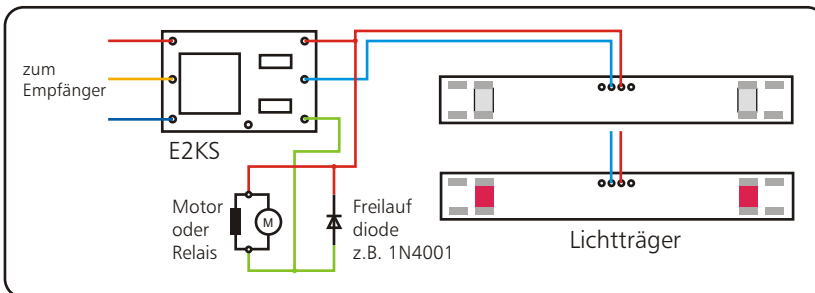 zum
Empfänger
E2KS
Motor
oder
Relais
M
Freilauf
diode
z.B. 1N4001
Lichtträger